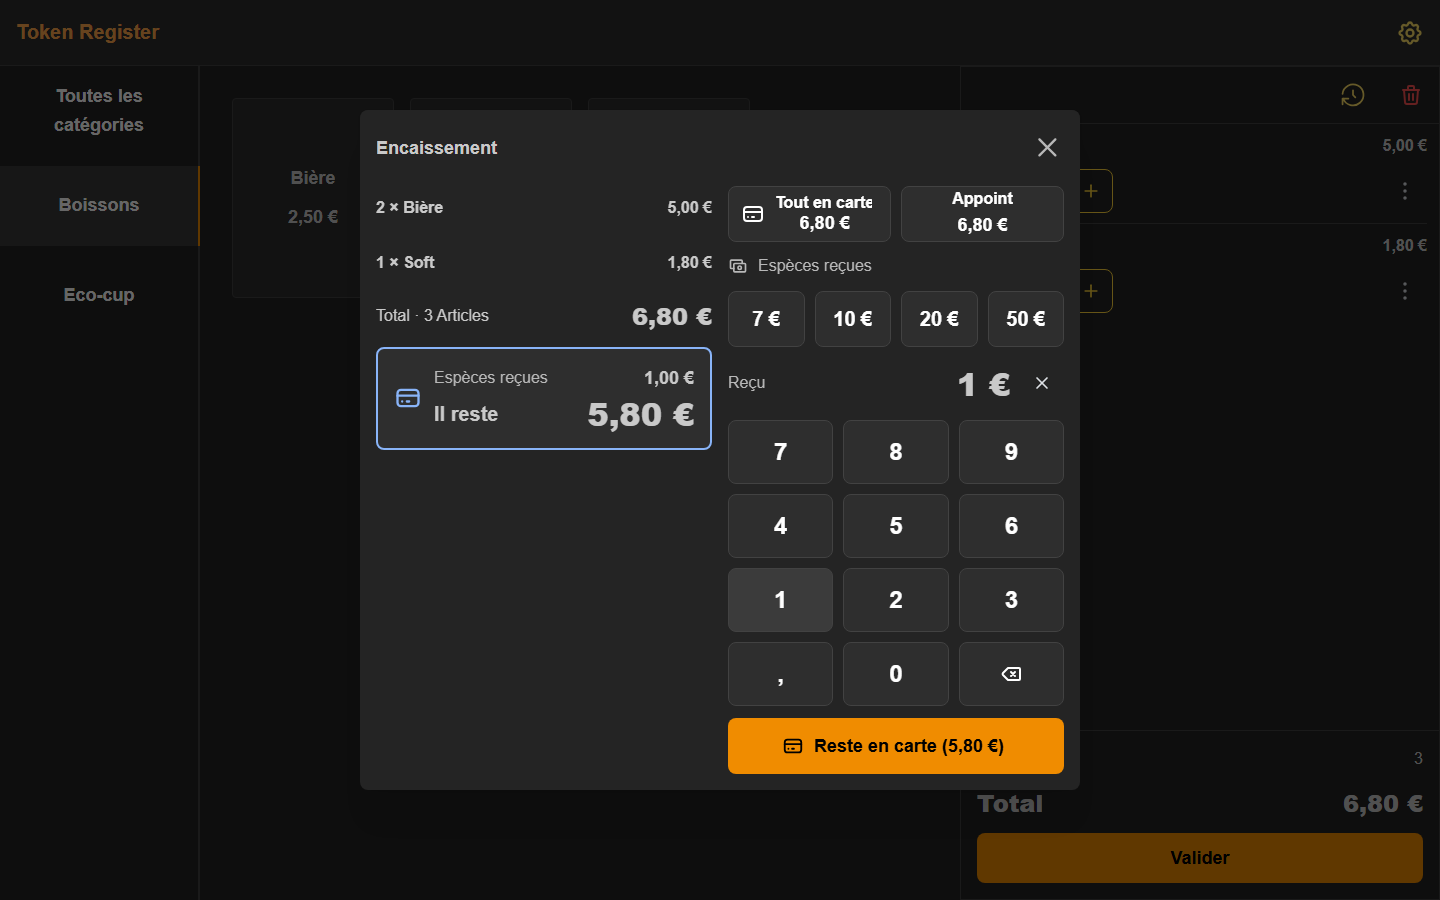 Token Register
Toutes les
catégories
Boissons
Eco-cup
Bière
2,50 €
Encaissement
2 × Bière
5,00 €
1 × Soft
1,80 €
Total · 3 Articles
6,80 €
Espèces reçues
1,00 €
Il reste
5,80 €
Tout en carte
6,80 €
Appoint
6,80 €
Espèces reçues
7 €
10 €
20 €
50 €
Reçu
1 €
7
8
9
4
5
6
1
2
3
,
0
Reste en carte (5,80 €)
5,00 €
+
1,80 €
+
3
Total
6,80 €
Valider